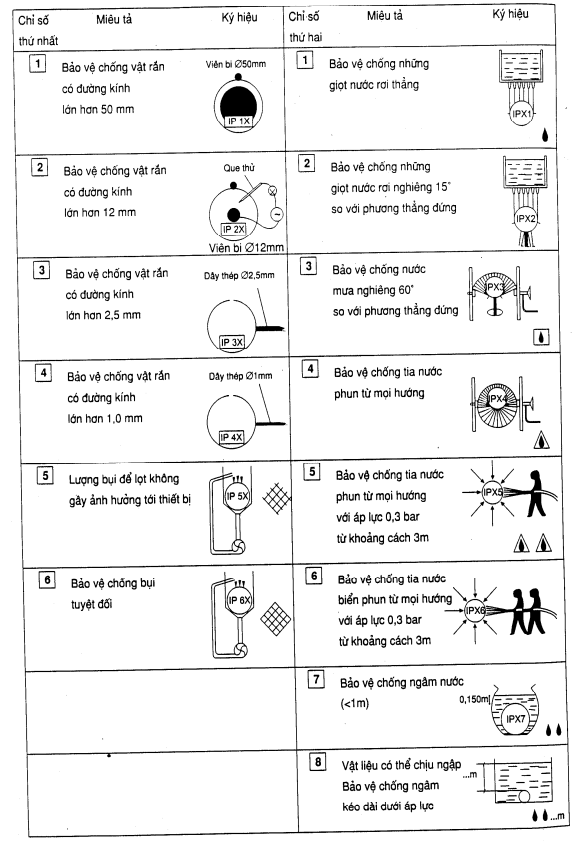 Chỉ số
thứ nhất
Miêu tả
Ký hiệu
Chỉ số
thứ hai
Miêu tả
Ký hiệu
1
Bảo vệ chống vật rắn
có đường kính
lớn hơn 50 mm
Viên bi Ø50mm
IP 1X
1
Bảo vệ chống những
giọt nước rơi thẳng
IPX1
2
Bảo vệ chống vật rắn
có đường kính
lớn hơn 12 mm
Que thử
IP 2X
Viên bi Ø12mm
2
Bảo vệ chống những
giọt nước rơi nghiêng 15°
so với phương thẳng đứng
IPX2
3
Bảo vệ chống vật rắn
có đường kính
lớn hơn 2,5 mm
Dây thép Ø2,5mm
IP 3X
3
Bảo vệ chống nước
mưa nghiêng 60°
so với phương thẳng đứng
IPX3
4
Bảo vệ chống vật rắn
có đường kính
lớn hơn 1,0 mm
Dây thép Ø1mm
IP 4X
4
Bảo vệ chống tia nước
phun từ mọi hướng
IPX4
5
Lượng bụi để lọt không
gây ảnh hưởng tới thiết bị
IP 5X
5
Bảo vệ chống tia nước
phun từ mọi hướng
với áp lực 0,3 bar
từ khoảng cách 3m
IPX5
6
Bảo vệ chống bụi
tuyệt đối
IP 6X
6
Bảo vệ chống tia nước
biển phun từ mọi hướng
với áp lực 0,3 bar
từ khoảng cách 3m
IPX6
7
Bảo vệ chống ngâm nước
(<1m)
0,150m
IPX7
8
Vật liệu có thể chịu ngập
Bảo vệ chống ngâm
kéo dài dưới áp lực
...m
...m